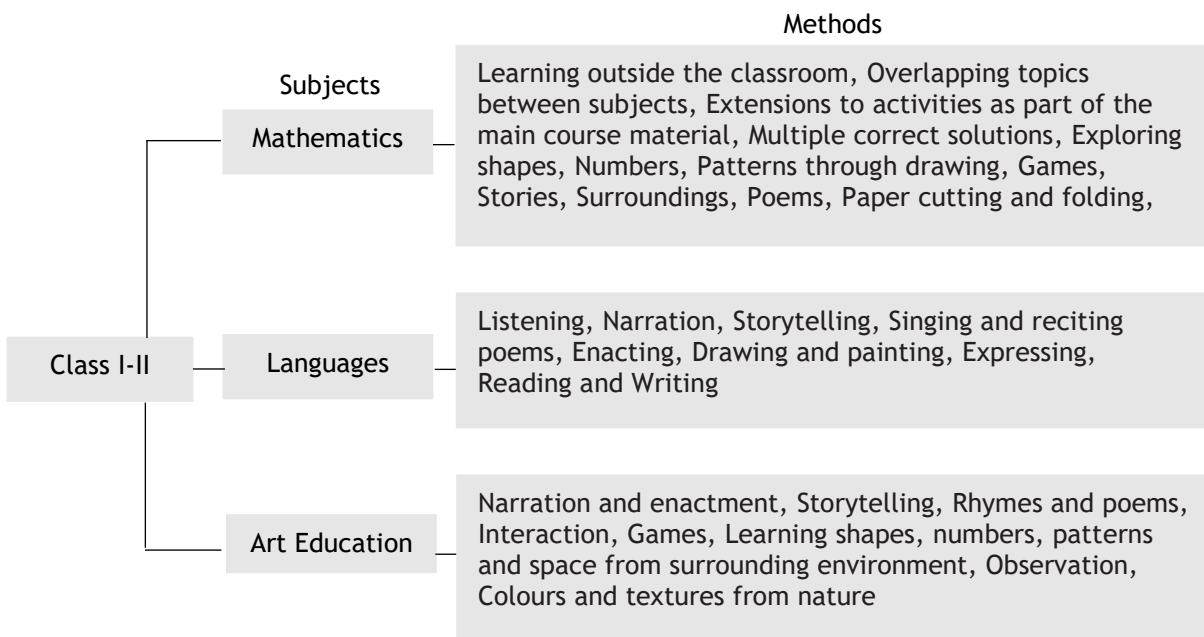 Methods
Subjects
Mathematics
Learning outside the classroom, Overlapping topics
between subjects, Extensions to activities as part of the
main course material, Multiple correct solutions, Exploring
shapes, Numbers, Patterns through drawing, Games,
Stories, Surroundings, Poems, Paper cutting and folding,
Class I-II
Languages
Listening, Narration, Storytelling, Singing and reciting
poems, Enacting, Drawing and painting, Expressing,
Reading and Writing
Art Education
Narration and enactment, Storytelling, Rhymes and poems,
Interaction, Games, Learning shapes, numbers, patterns
and space from surrounding environment, Observation,
Colours and textures from nature